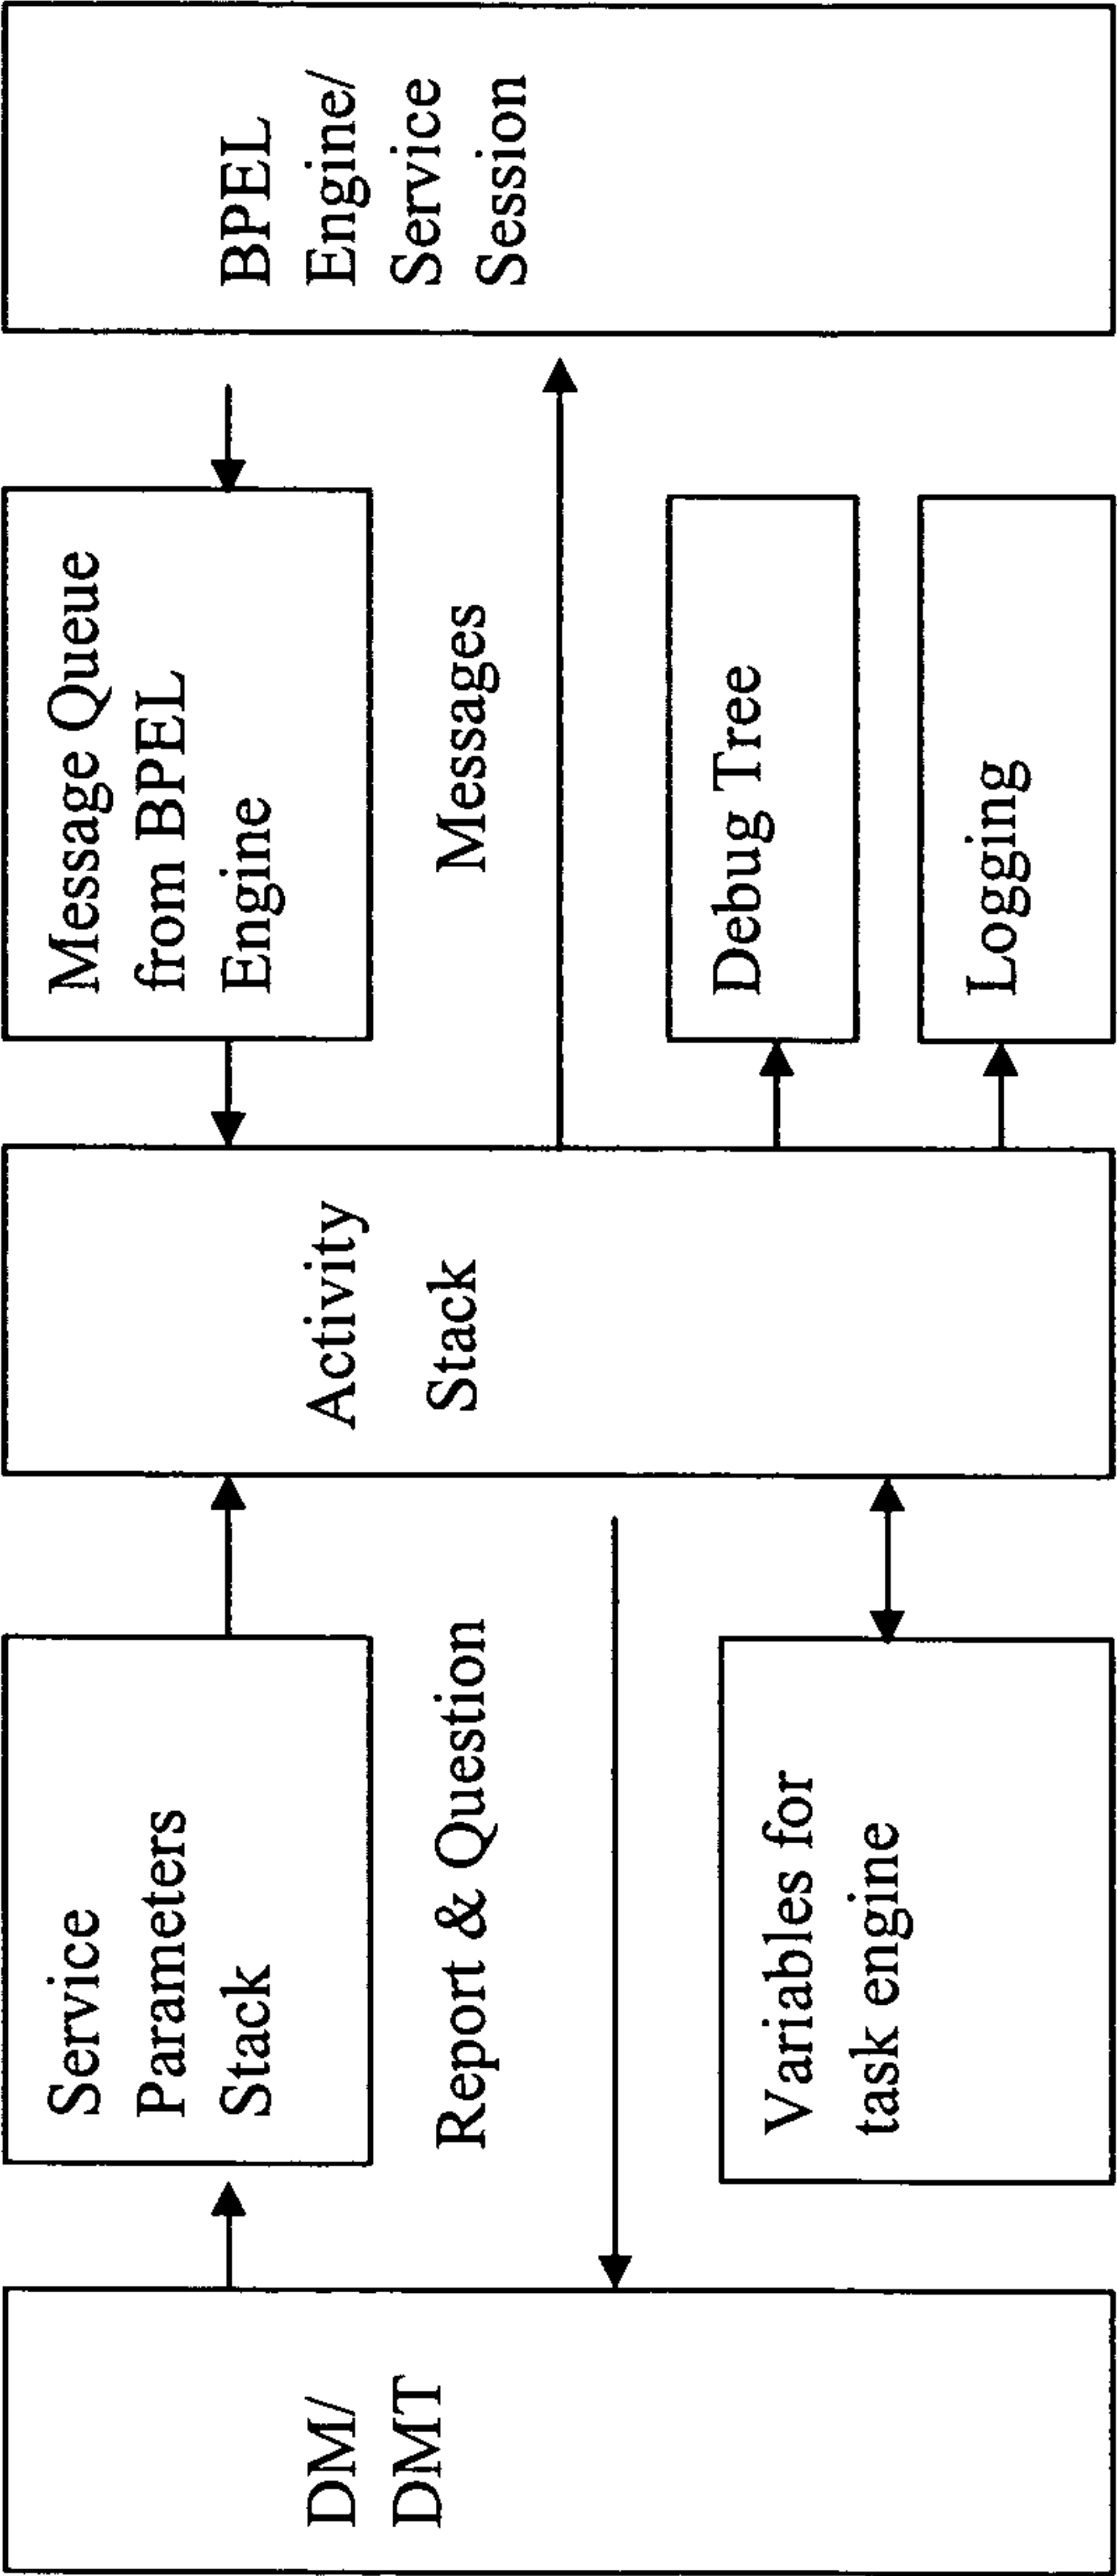 DM/
DMT
Service
Parameters
Stack
Report & Question
Variables for
task engine
Activity
Stack
Message Queue
from BPEL
Engine
Messages
Debug Tree
Logging
BPEL
Engine/
Service
Session